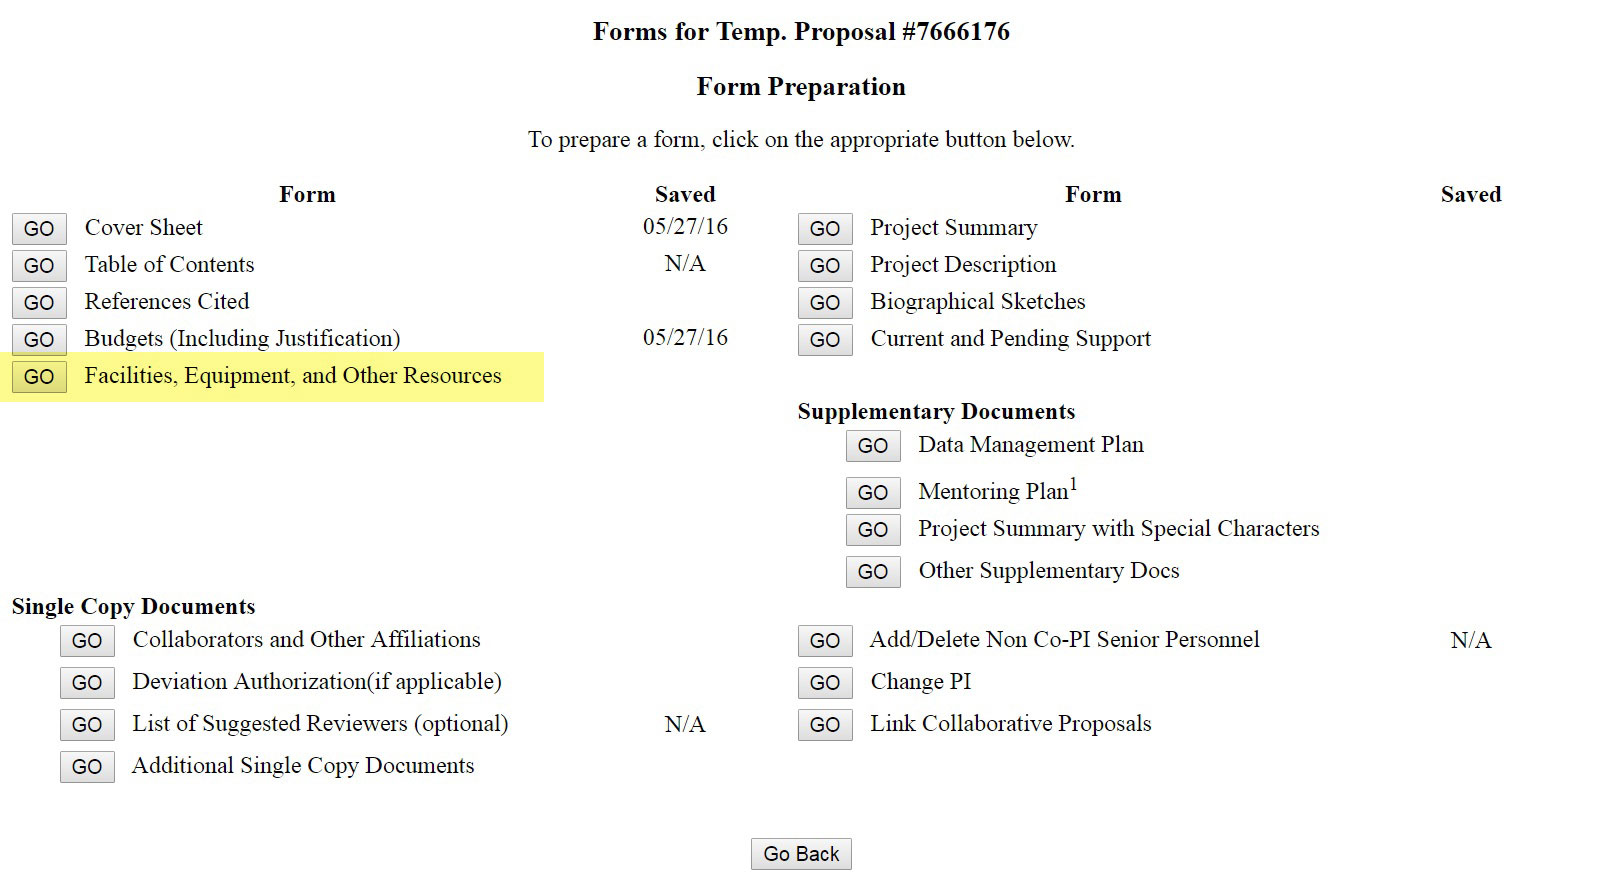 Forms for Temp. Proposal #7666176
Form Preparation
To prepare a form, click on the appropriate button below.
Form Saved Form Saved
GO Cover Sheet 05/27/16 GO Project Summary
GO Table of Contents N/A GO Project Description
GO References Cited GO Biographical Sketches
GO Budgets (Including Justification) 05/27/16 GO Current and Pending Support
GO Facilities, Equipment, and Other Resources
Supplementary Documents
GO Data Management Plan
GO Mentoring Plan1
GO Project Summary with Special Characters
GO Other Supplementary Docs
Single Copy Documents
GO Collaborators and Other Affiliations GO Add/Delete Non Co-PI Senior Personnel N/A
GO Deviation Authorization(if applicable) GO Change PI
GO List of Suggested Reviewers (optional) N/A GO Link Collaborative Proposals
GO Additional Single Copy Documents
Go Back